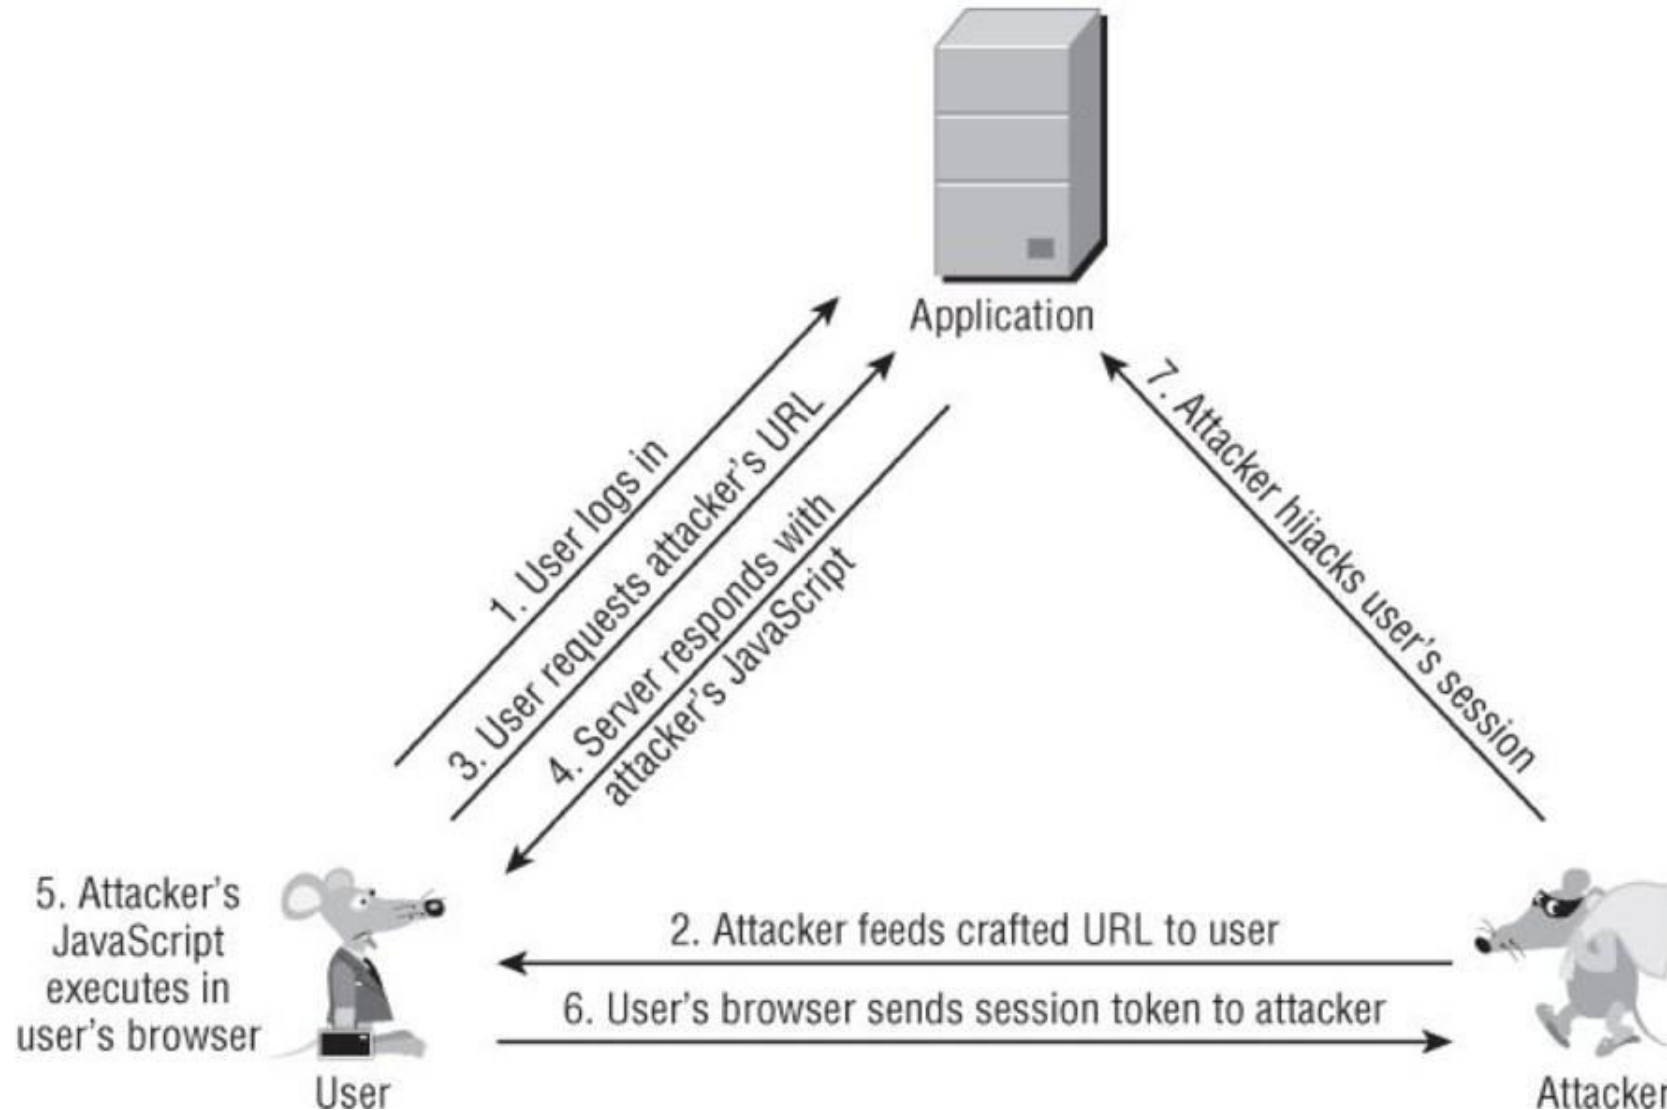 Application
1. User logs in
3. User requests attacker's URL
4. Server responds with
attacker's JavaScript
7. Attacker hijacks user's session
5. Attacker's
JavaScript
executes in
user's browser
2. Attacker feeds crafted URL to user
6. User's browser sends session token to attacker
User
Attacker